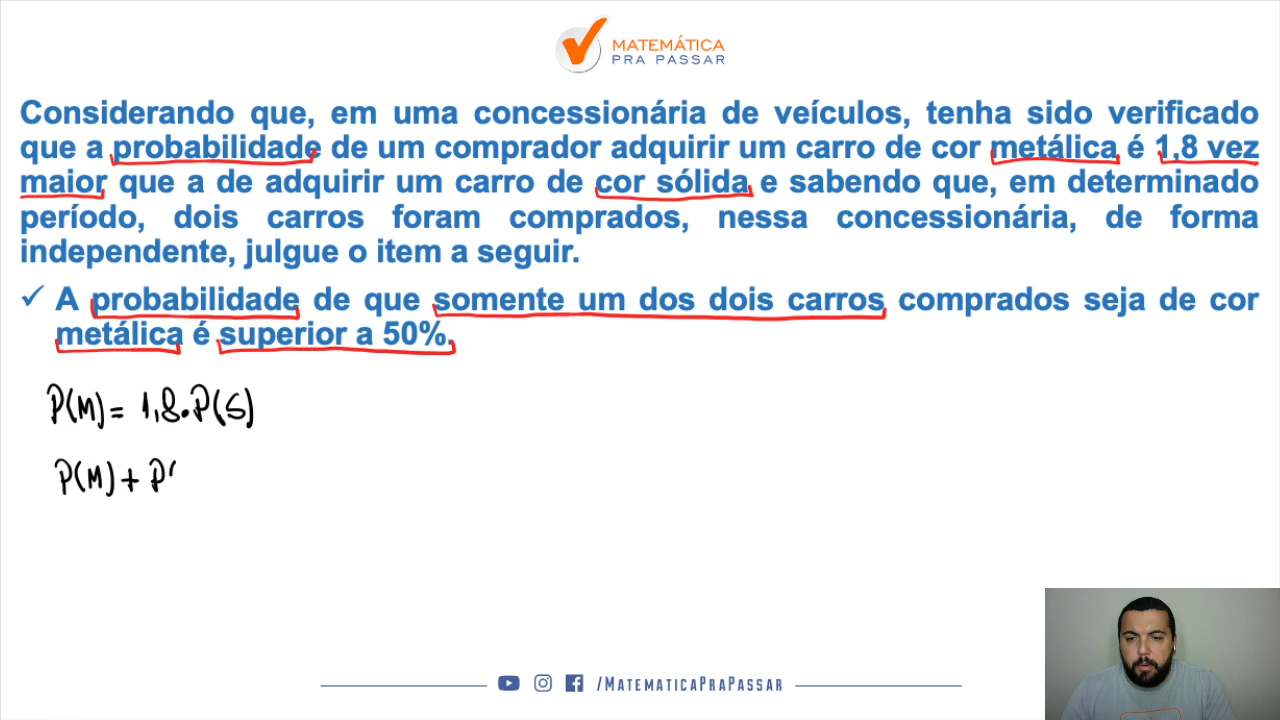 MATEMÁTICA
PRA PASSAR
Considerando que, em uma concessionária de veículos, tenha sido verificado
que a probabilidade de um comprador adquirir um carro de cor metálica é 1,8 vez
maior que a de adquirir um carro de cor sólida e sabendo que, em determinado
período, dois carros foram comprados, nessa concessionária, de forma
independente, julgue o item a seguir.
✓ A probabilidade de que somente um dos dois carros comprados seja de cor
metálica é superior a 50%.
P(M) = 1,8.P(S)
P(M) + P(
/MATEMATICAPRAPASSAR